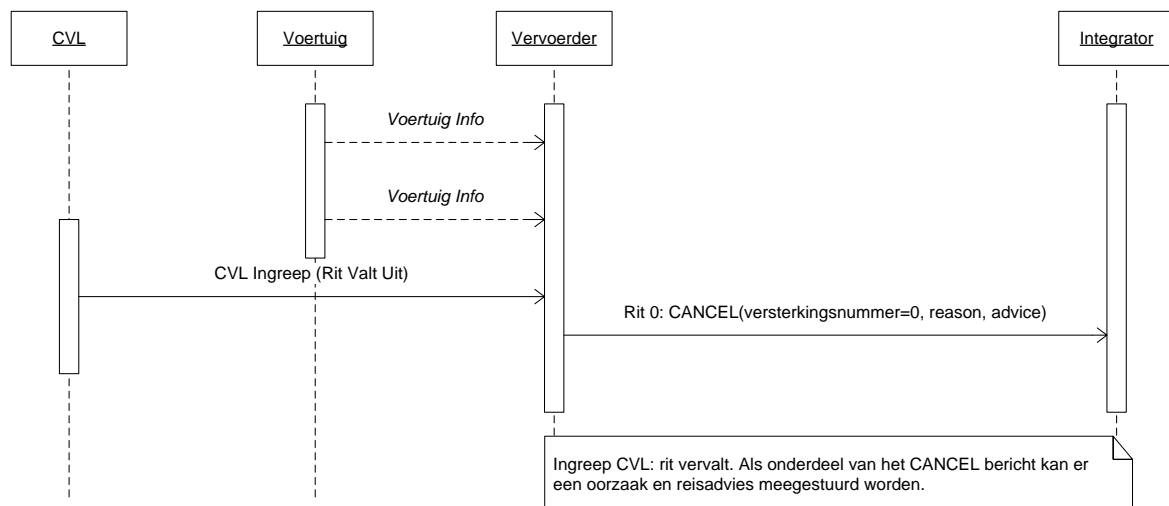 CVL
Voertuig
Vervoerder
Integrator
Voertuig Info
Voertuig Info
CVL Ingreep (Rit Valt Uit)
Rit 0: CANCEL(versterkingsnummer=0, reason, advice)
Ingreep CVL: rit vervalt. Als onderdeel van het CANCEL bericht kan er
een oorzaak en reisadvies meegestuurd worden.